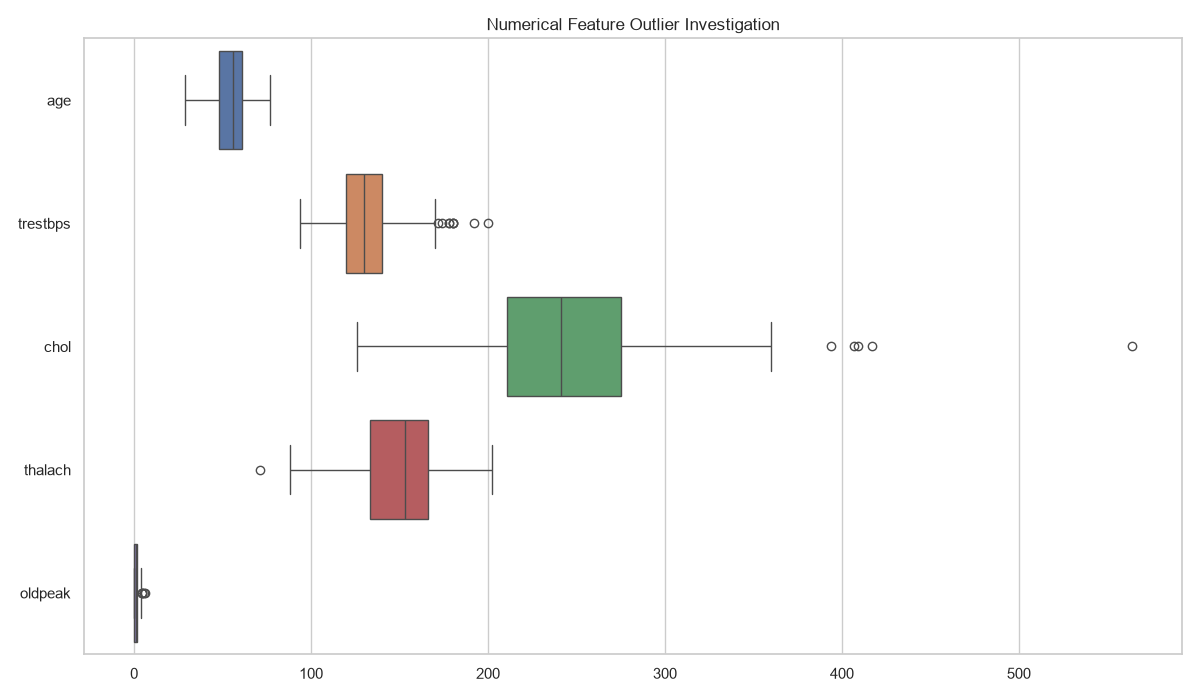 Numerical Feature Outlier Investigation
age
trestbps
chol
thalach
oldpeak
0 100 200 300 400 500